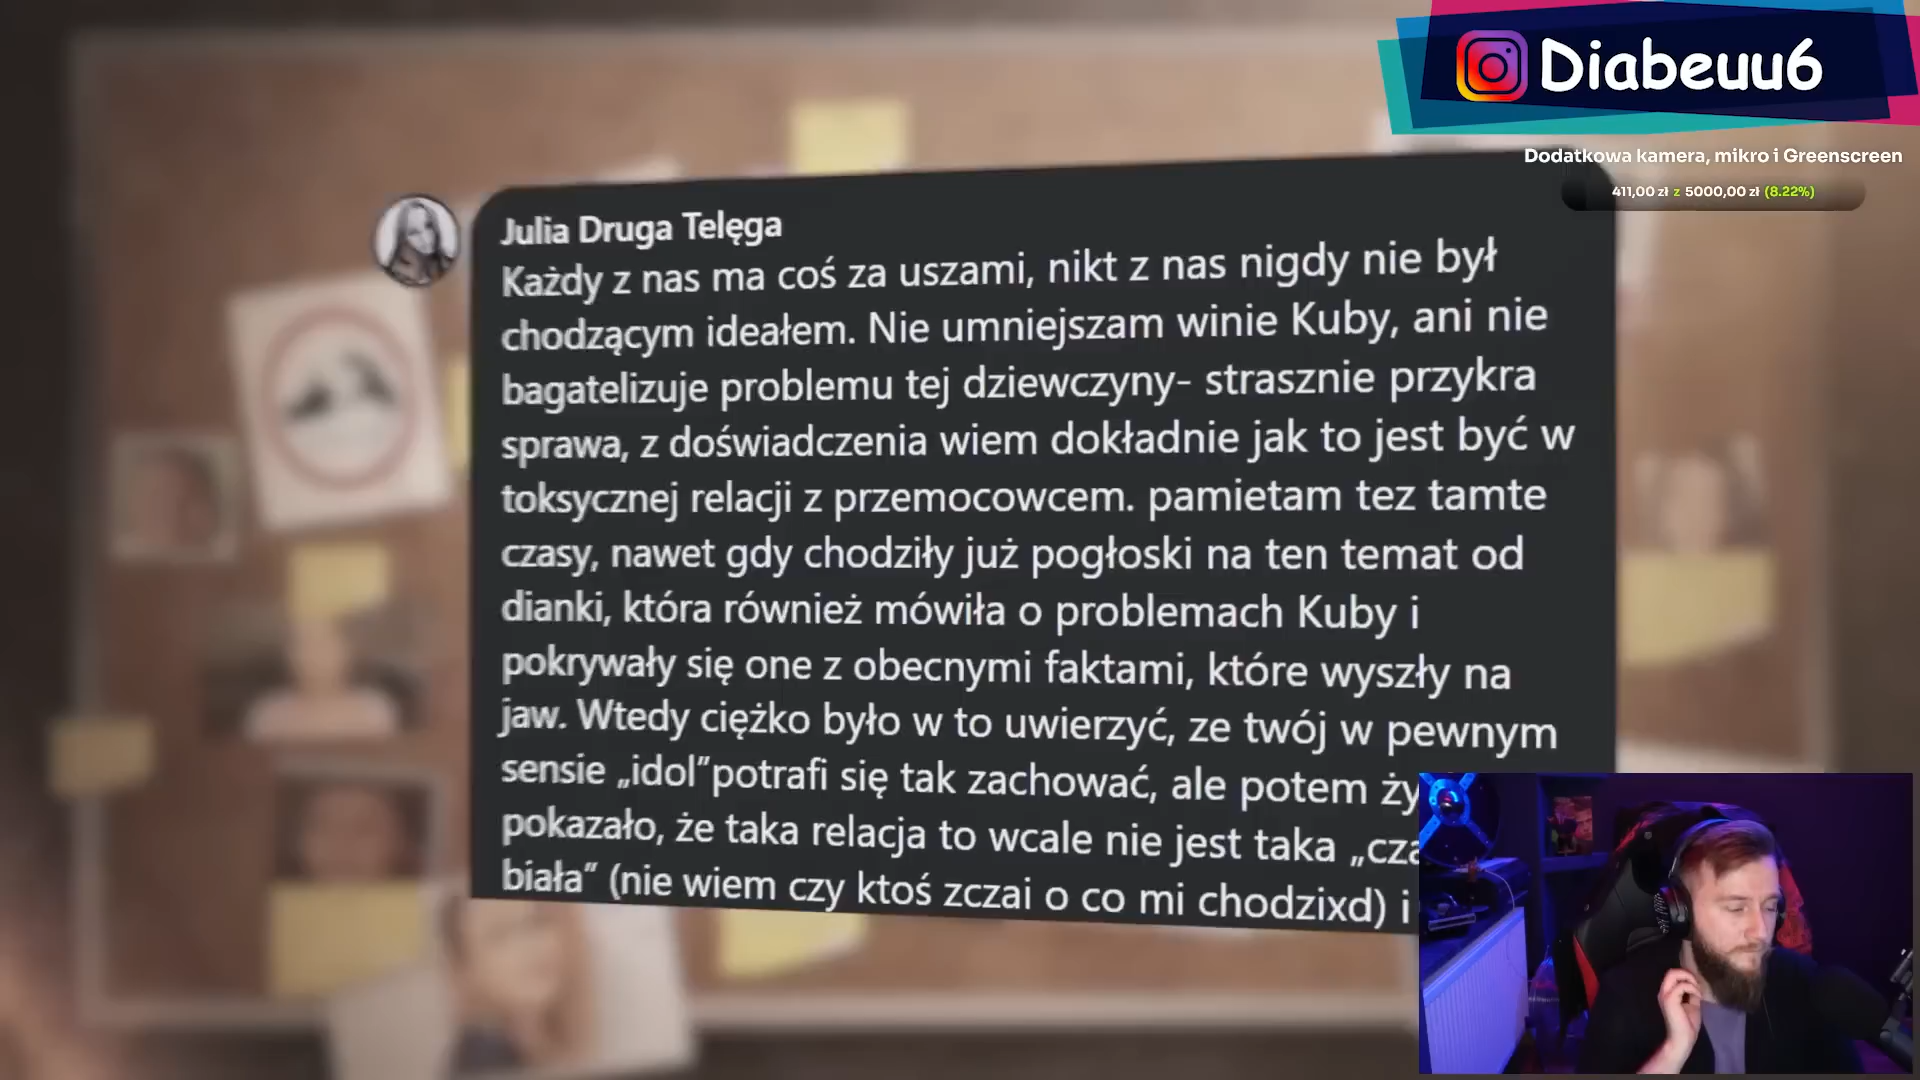 Diabeuu6
Dodatkowa kamera, mikro i Greenscreen
411,00 zł z 5000,00 zł (8.22%)
Julia Druga Telęga
Każdy z nas ma coś za uszami, nikt z nas nigdy nie był
chodzącym ideałem. Nie umniejszam winie Kuby, ani nie
bagatelizuje problemu tej dziewczyny- strasznie przykra
sprawa, z doświadczenia wiem dokładnie jak to jest być w
toksycznej relacji z przemocowcem. pamietam tez tamte
czasy, nawet gdy chodziły już pogłoski na ten temat od
dianki, która również mówiła o problemach Kuby i
pokrywały się one z obecnymi faktami, które wyszły na
jaw. Wtedy ciężko było w to uwierzyć, ze twój w pewnym
sensie „idol”potrafi się tak zachować, ale potem
pokazało, że taka relacja to wcale nie jest taka
biała” (nie wiem czy ktoś zczai o co mi chodzixd) i